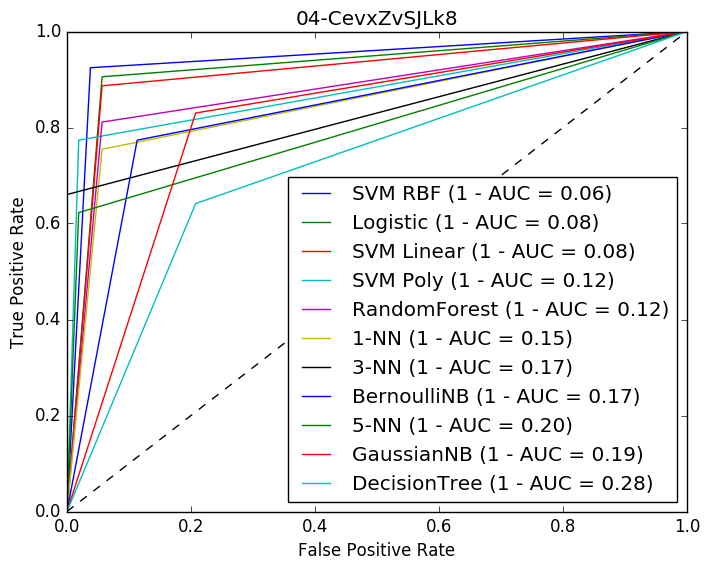 04-CevxZvSJLk8
1.0
0.8
0.6
0.4
0.2
0.0
True Positive Rate
SVM RBF (1 - AUC = 0.06)
Logistic (1 - AUC = 0.08)
SVM Linear (1 - AUC = 0.08)
SVM Poly (1 - AUC = 0.12)
RandomForest (1 - AUC = 0.12)
1-NN (1 - AUC = 0.15)
3-NN (1 - AUC = 0.17)
BernoulliNB (1 - AUC = 0.17)
5-NN (1 - AUC = 0.20)
GaussianNB (1 - AUC = 0.19)
DecisionTree (1 - AUC = 0.28)
0.0 0.2 0.4 0.6 0.8 1.0
False Positive Rate